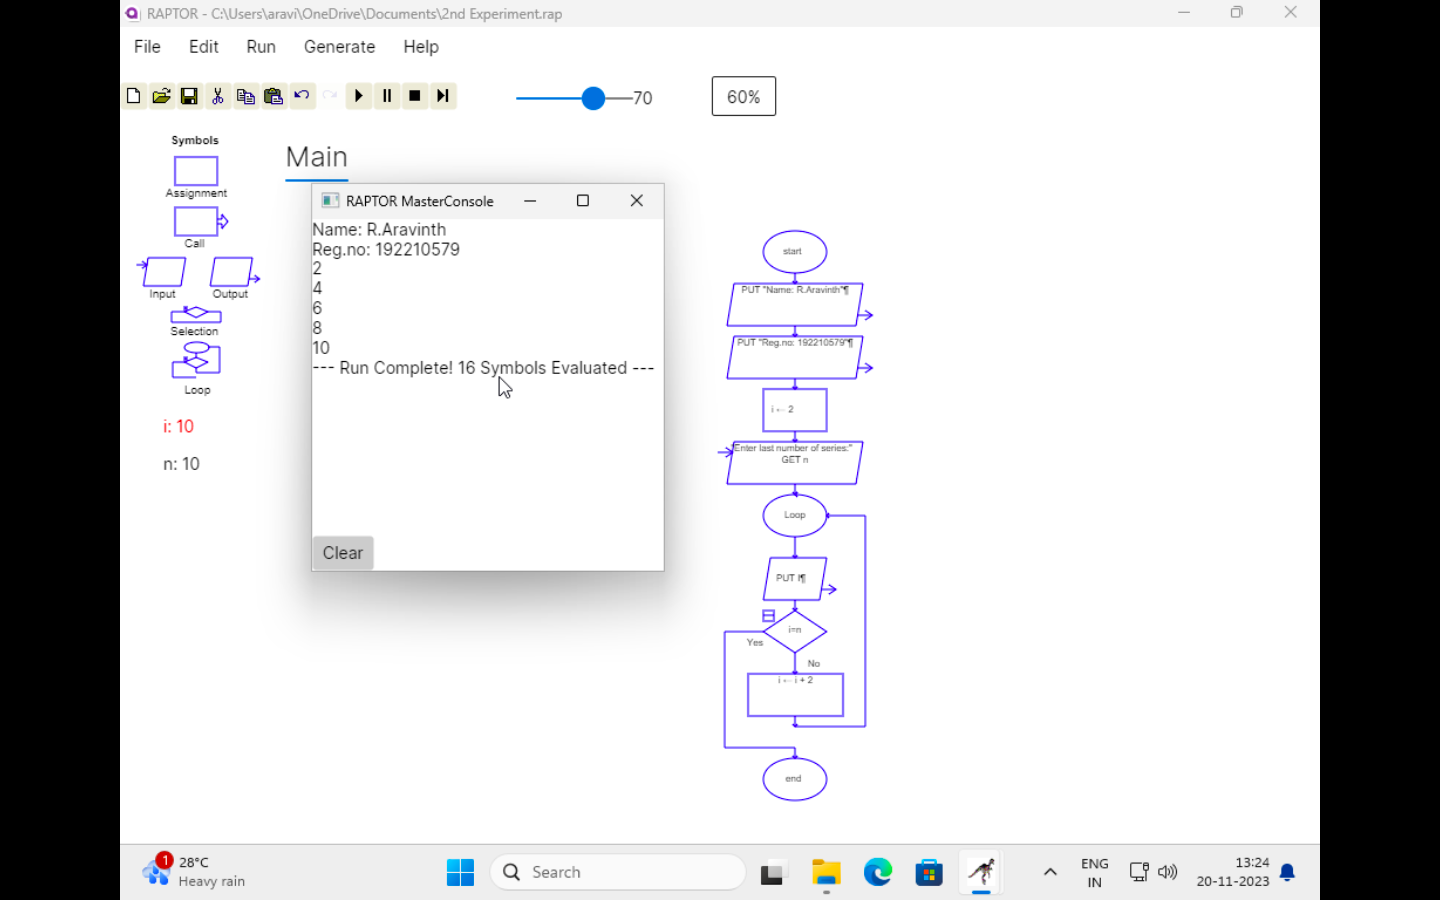 RAPTOR - C:\Users\aravi\OneDrive\Documents\2nd Experiment.rap
File Edit Run Generate Help
70
60%
Symbols
Assignment
Call
Input Output
Selection
Loop
i: 10
n: 10
Main
RAPTOR MasterConsole
Name: R.Aravinth
Reg.no: 192210579
2
4
6
8
10
--- Run Complete! 16 Symbols Evaluated ---
Clear
start
PUT "Name: R.Aravinth"¶
PUT "Reg.no: 192210579"¶
i ← 2
"Enter last number of series:"
GET n
Loop
PUT I¶
i=n
Yes
No
i ← i + 2
end
1
28°C
Heavy rain
Search
ENG
IN
13:24
20-11-2023